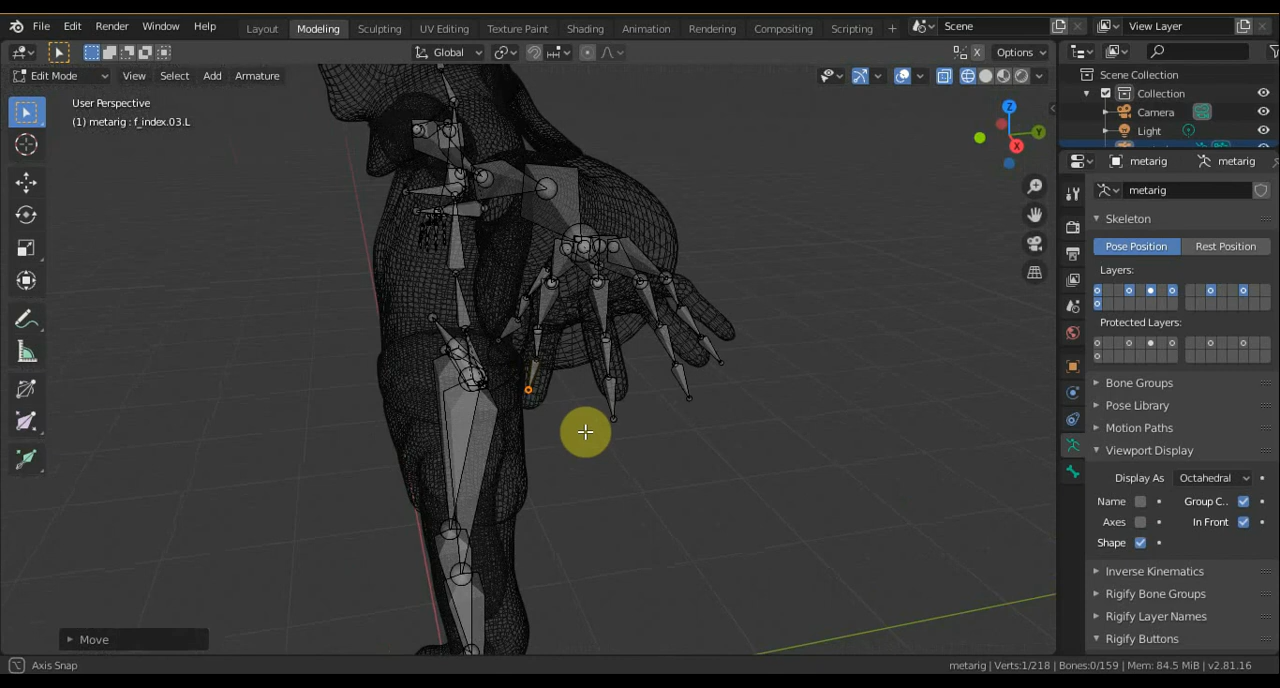 File Edit Render Window Help Layout Modeling Sculpting UV Editing Texture Paint Shading Animation Rendering Compositing Scripting + Scene View Layer
Global X Options
Edit Mode View Select Add Armature
Scene Collection
Collection
Camera
Light
User Perspective
(1) metarig : f_index.03.L
Z
Y
X
metarig metarig
metarig
Skeleton
Pose Position Rest Position
Layers:
Protected Layers:
Bone Groups
Pose Library
Motion Paths
Viewport Display
Display As Octahedral
Name Group C..
Axes In Front
Shape
Inverse Kinematics
Rigify Bone Groups
Rigify Layer Names
Rigify Buttons
Move
Axis Snap metarig | Verts:1/218 | Bones:0/159 | Mem: 84.5 MiB | v2.81.16